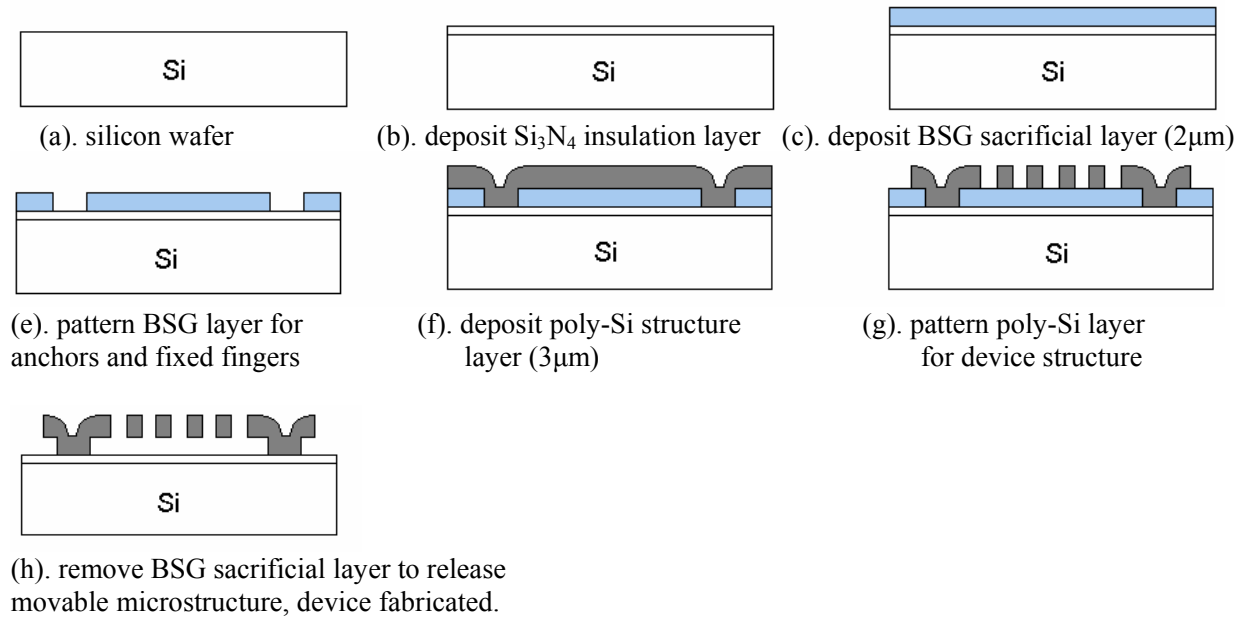 Si
Si
Si
(a). silicon wafer
(b). deposit Si₃N₄ insulation layer
(c). deposit BSG sacrificial layer (2μm)
Si
Si
Si
(e). pattern BSG layer for
anchors and fixed fingers
(f). deposit poly-Si structure
layer (3μm)
(g). pattern poly-Si layer
for device structure
Si
(h). remove BSG sacrificial layer to release
movable microstructure, device fabricated.